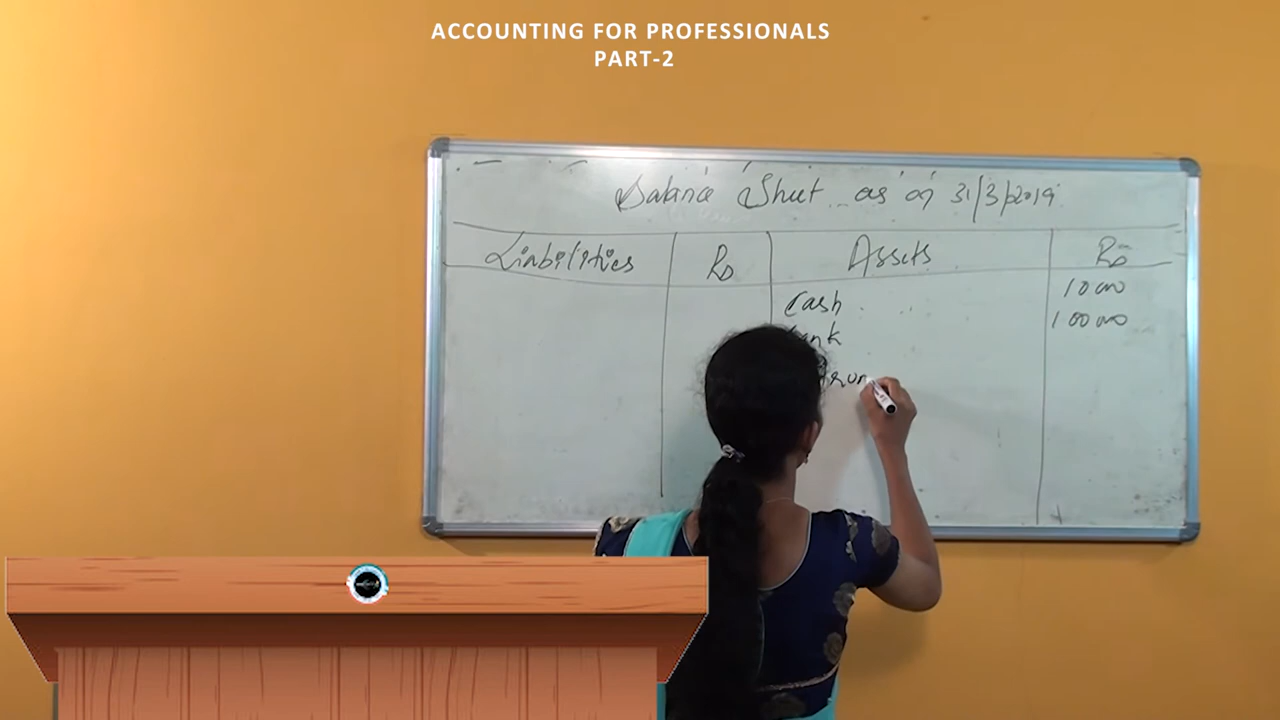 ACCOUNTING FOR PROFESSIONALS
PART-2
Balance Sheet as on 31/3/2019
Liabilities Rs Assets Rs
Cash 10000
100000